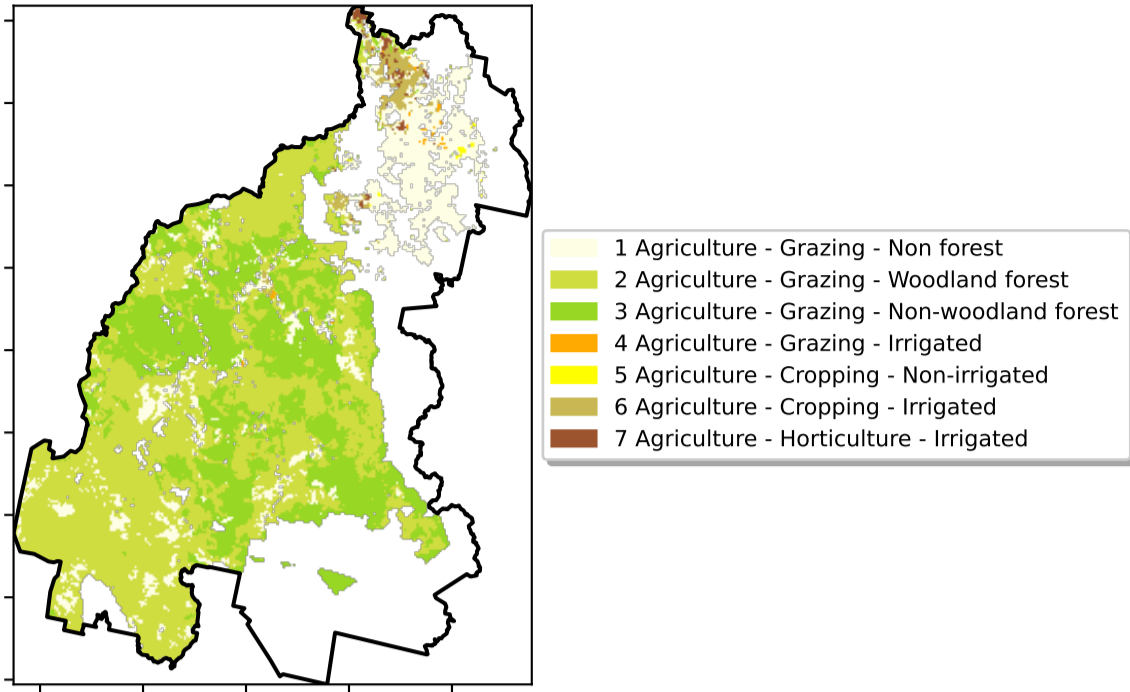 1 Agriculture - Grazing - Non forest
2 Agriculture - Grazing - Woodland forest
3 Agriculture - Grazing - Non-woodland forest
4 Agriculture - Grazing - Irrigated
5 Agriculture - Cropping - Non-irrigated
6 Agriculture - Cropping - Irrigated
7 Agriculture - Horticulture - Irrigated